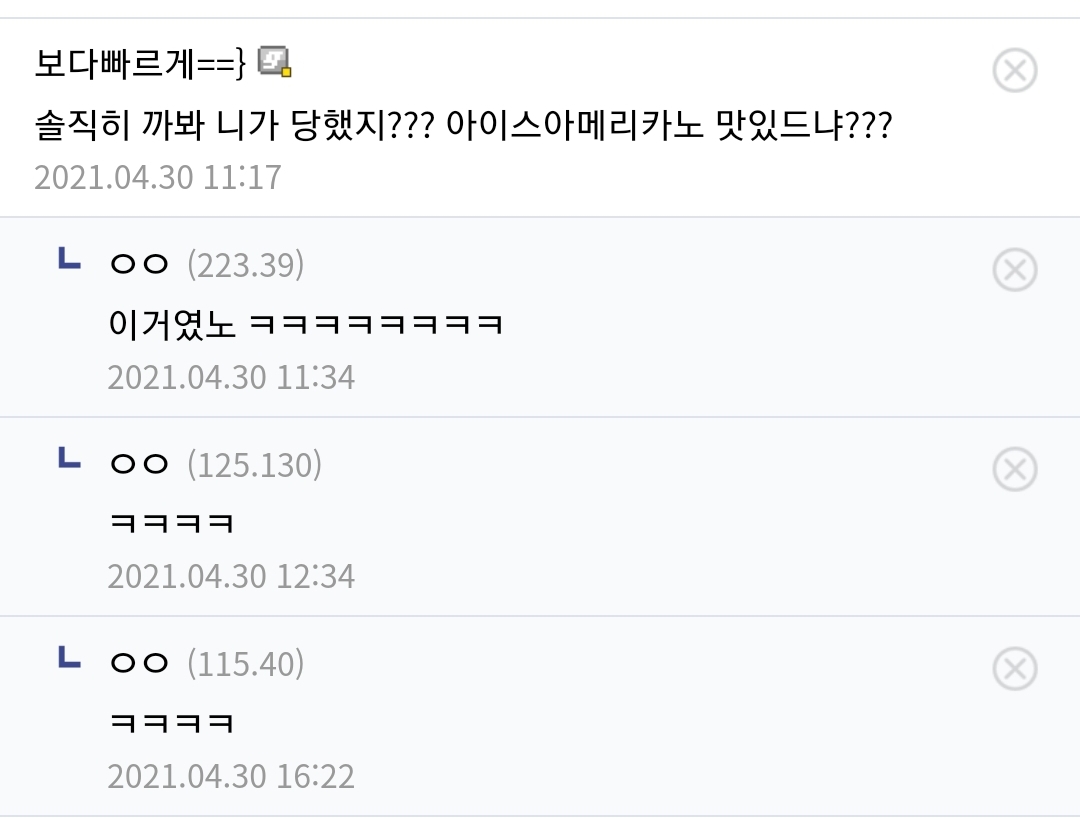 보다빠르게==}
솔직히 까봐 니가 당했지??? 아이스아메리카노 맛있드냐???
2021.04.30 11:17
ㅇㅇ (223.39)
이거였노 ㅋㅋㅋㅋㅋㅋㅋㅋ
2021.04.30 11:34
ㅇㅇ (125.130)
ㅋㅋㅋㅋ
2021.04.30 12:34
ㅇㅇ (115.40)
ㅋㅋㅋㅋ
2021.04.30 16:22